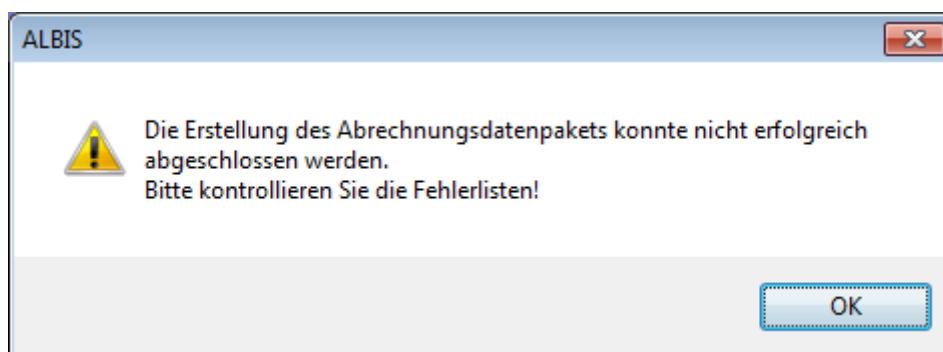 ALBIS
Die Erstellung des Abrechnungsdatenpakets konnte nicht erfolgreich
abgeschlossen werden.
Bitte kontrollieren Sie die Fehlerlisten!
OK